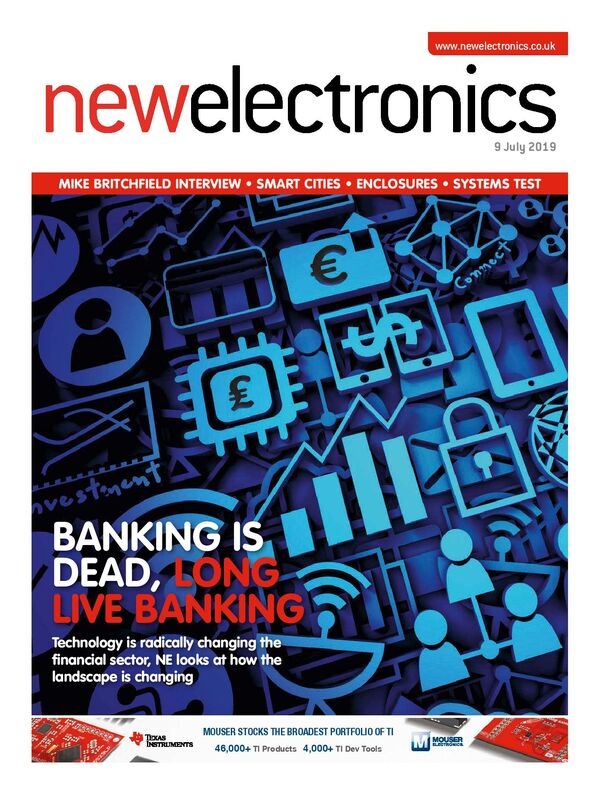 www.newelectronics.co.uk
newelectronics
9 July 2019
MIKE BRITCHFIELD INTERVIEW • SMART CITIES • ENCLOSURES • SYSTEMS TEST
€
Connect
$
£
nvestment
BANKING IS
DEAD, LONG
LIVE BANKING
Technology is radically changing the
financial sector, NE looks at how the
landscape is changing
TEXAS
INSTRUMENTS
MOUSER STOCKS THE BROADEST PORTFOLIO OF TI
46,000+ TI Products 4,000+ TI Dev Tools
M
MOUSER
ELECTRONICS